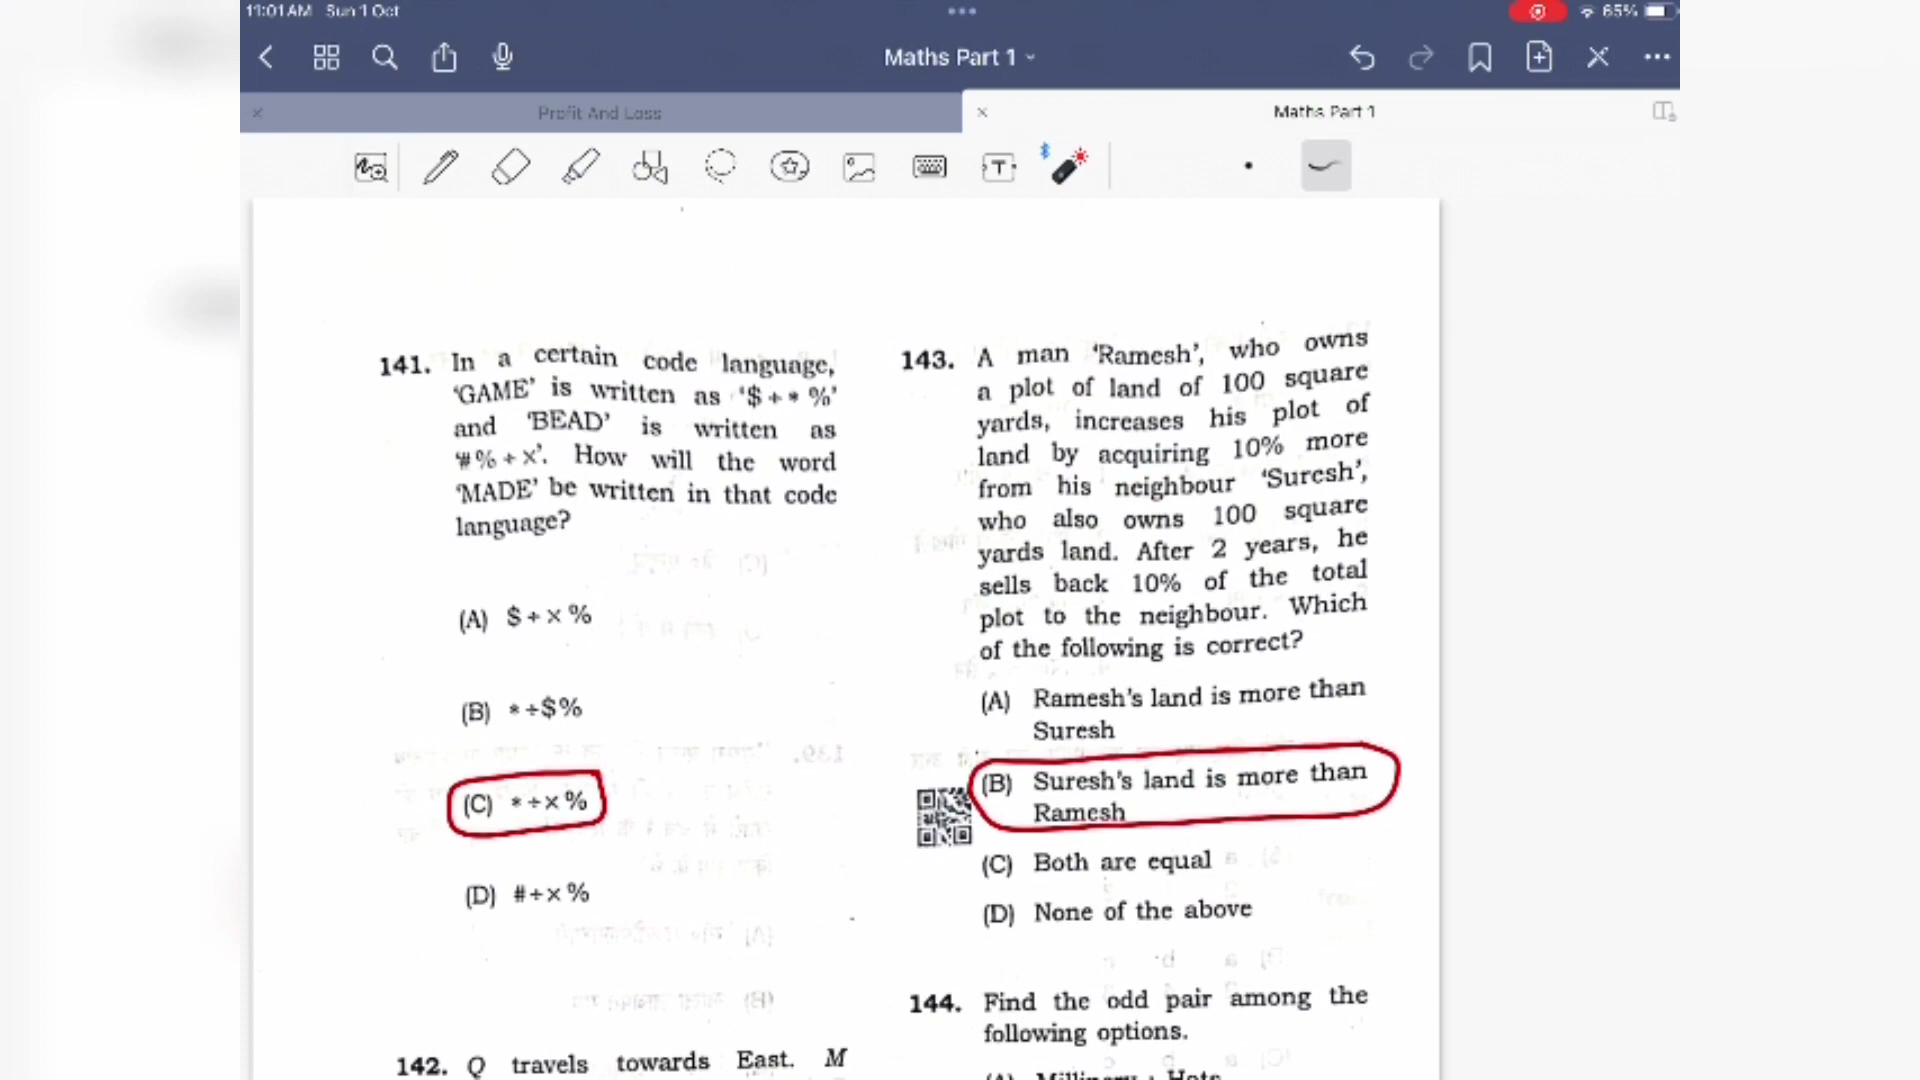 11:01 AM Sun 1 Oct
65%
Maths Part 1
Profit And Loss
Maths Part 1
141. In a certain code language,
'GAME' is written as '$ ÷ * %'
and 'BEAD' is written as
'# % ÷ ×'. How will the word
'MADE' be written in that code
language?
(A) $ ÷ × %
(B) * ÷ $ %
(C) * ÷ × %
(D) # ÷ × %
142. Q travels towards East. M
143. A man 'Ramesh', who owns
a plot of land of 100 square
yards, increases his plot of
land by acquiring 10% more
from his neighbour 'Suresh',
who also owns 100 square
yards land. After 2 years, he
sells back 10% of the total
plot to the neighbour. Which
of the following is correct?
(A) Ramesh's land is more than
Suresh
(B) Suresh's land is more than
Ramesh
(C) Both are equal
(D) None of the above
144. Find the odd pair among the
following options.
(A) Millinery : Hats